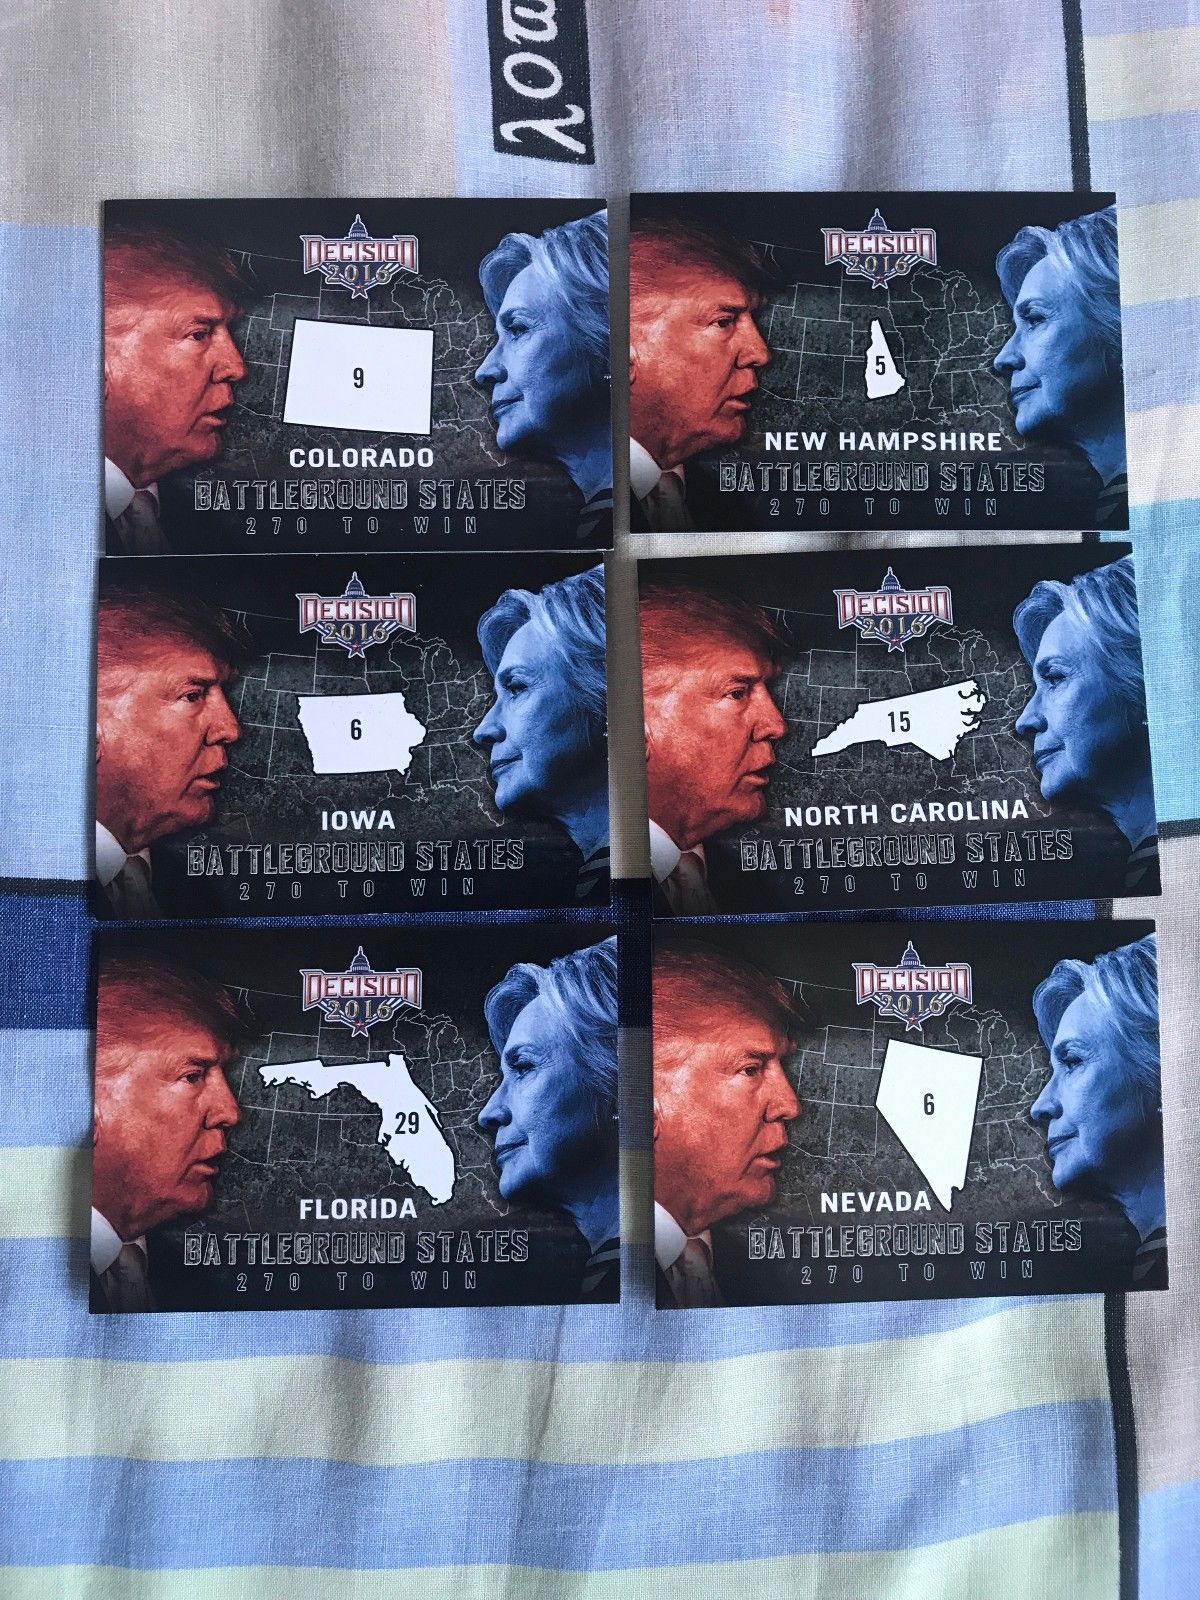 DECISION
2016
9
COLORADO
BATTLEGROUND STATES
270 TO WIN
DECISION
2016
5
NEW HAMPSHIRE
BATTLEGROUND STATES
270 TO WIN
DECISION
2016
6
IOWA
BATTLEGROUND STATES
270 TO WIN
DECISION
2016
15
NORTH CAROLINA
BATTLEGROUND STATES
270 TO WIN
DECISION
2016
29
FLORIDA
BATTLEGROUND STATES
270 TO WIN
DECISION
2016
6
NEVADA
BATTLEGROUND STATES
270 TO WIN